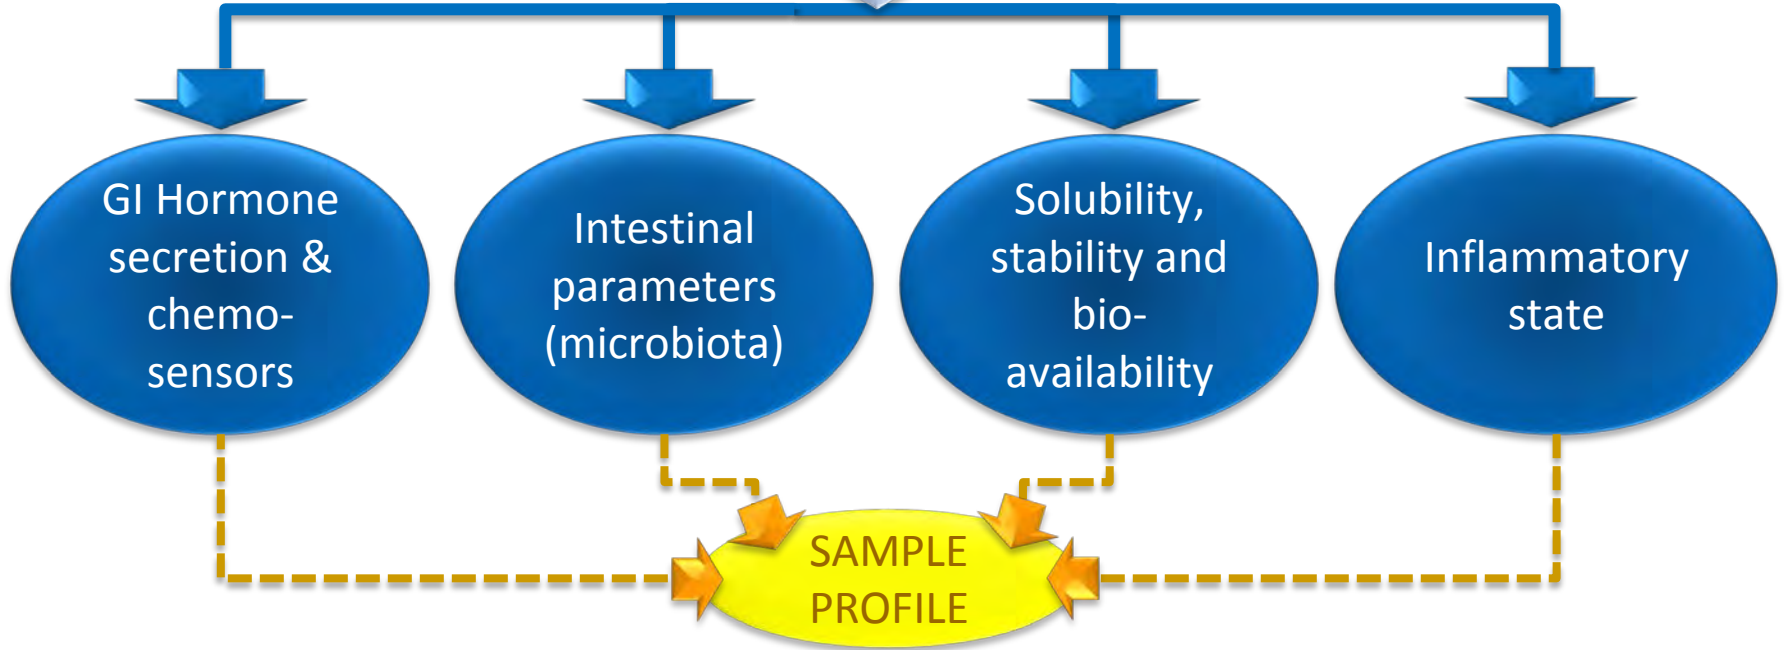 GI Hormone
secretion &
chemo-
sensors
Intestinal
parameters
(microbiota)
Solubility,
stability and
bio-
availability
Inflammatory
state
SAMPLE
PROFILE